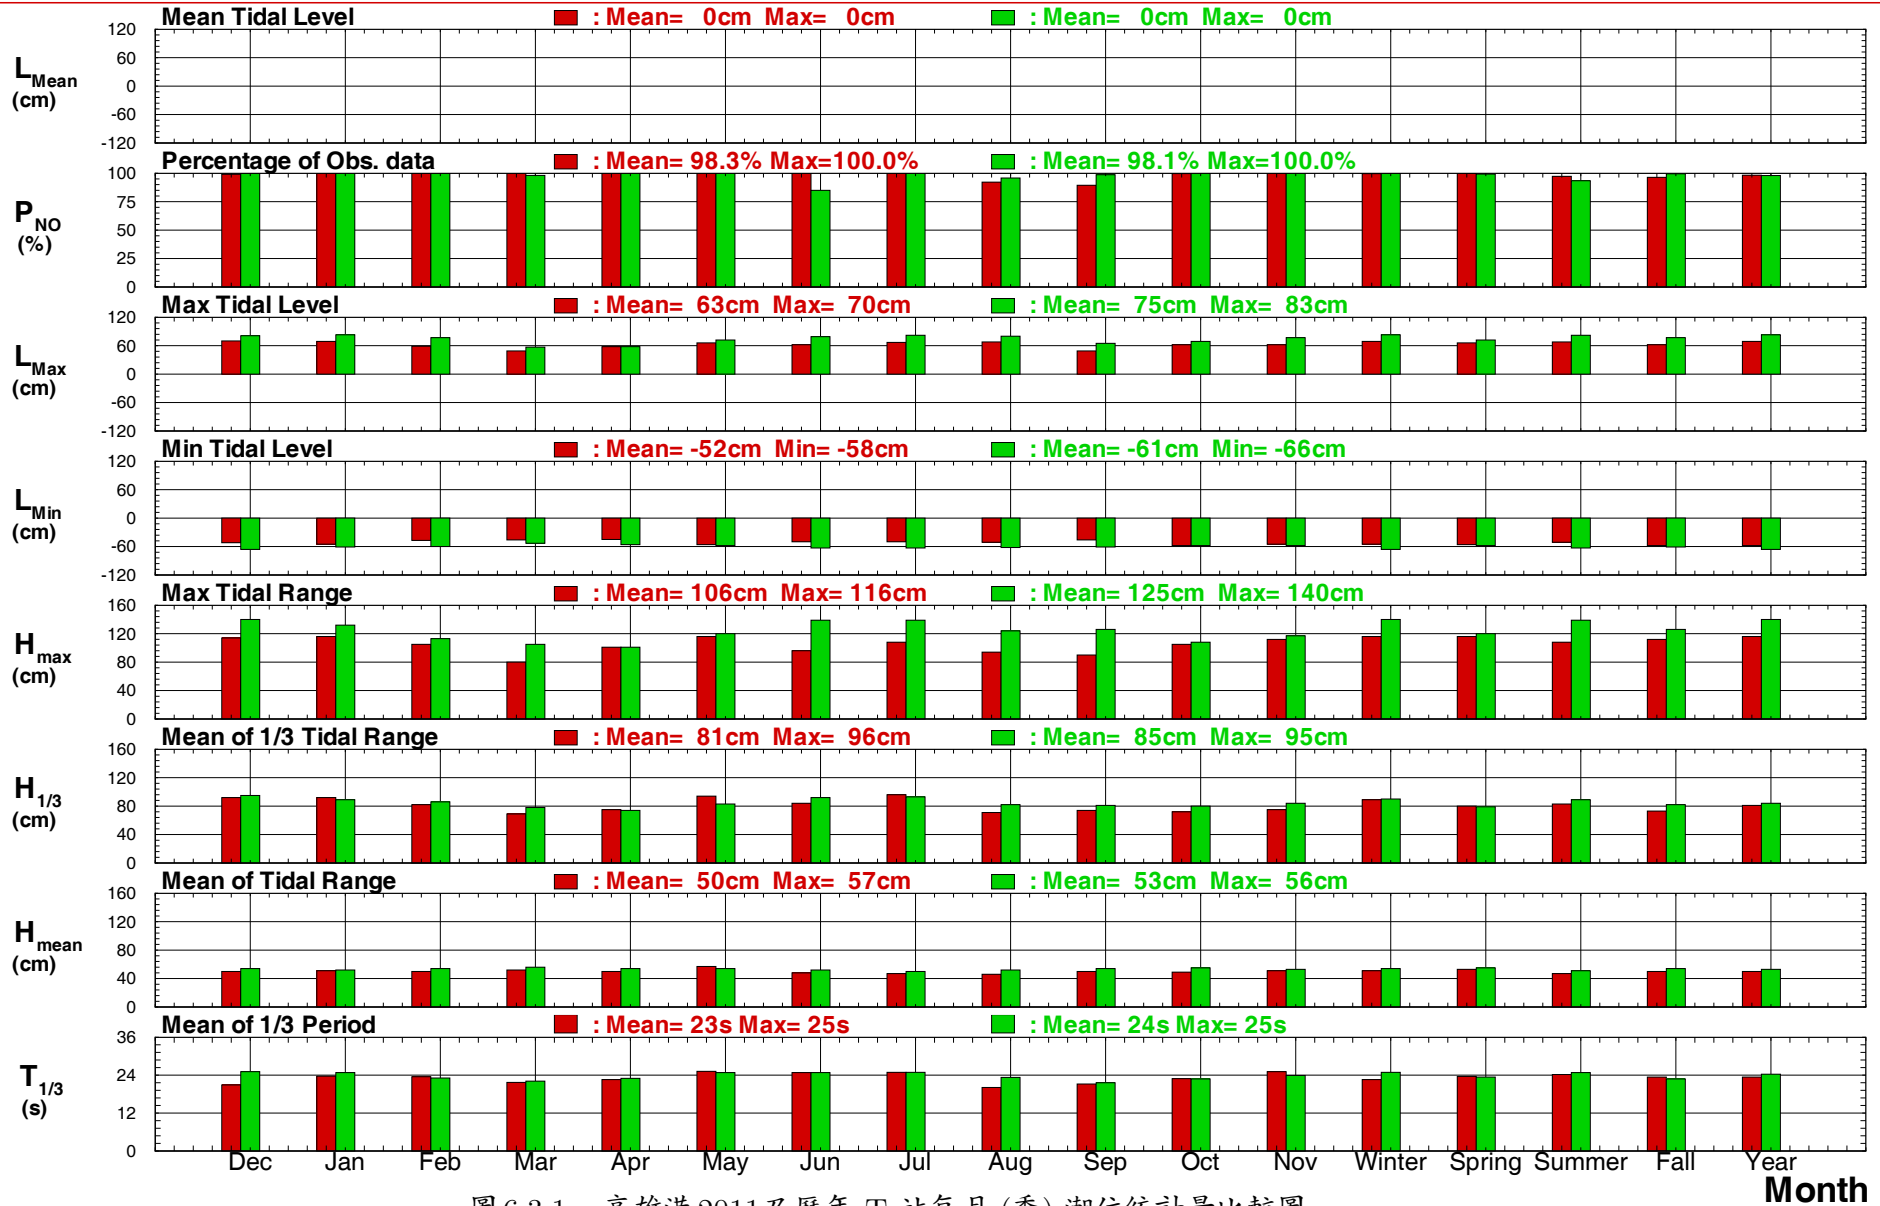 Mean Tidal Level : Mean= 0cm Max= 0cm : Mean= 0cm Max= 0cm
120
60
0
-60
-120
L Mean
(cm)
Percentage of Obs. data : Mean= 98.3% Max=100.0% : Mean= 98.1% Max=100.0%
100
75
50
25
0
P NO
(%)
Max Tidal Level : Mean= 63cm Max= 70cm : Mean= 75cm Max= 83cm
120
60
0
-60
-120
L Max
(cm)
Min Tidal Level : Mean= -52cm Min= -58cm : Mean= -61cm Min= -66cm
120
60
0
-60
-120
L Min
(cm)
Max Tidal Range : Mean= 106cm Max= 116cm : Mean= 125cm Max= 140cm
160
120
80
40
0
H max
(cm)
Mean of 1/3 Tidal Range : Mean= 81cm Max= 96cm : Mean= 85cm Max= 95cm
160
120
80
40
0
H 1/3
(cm)
Mean of Tidal Range : Mean= 50cm Max= 57cm : Mean= 53cm Max= 56cm
160
120
80
40
0
H mean
(cm)
Mean of 1/3 Period : Mean= 23s Max= 25s : Mean= 24s Max= 25s
36
24
12
0
T 1/3
(s)
Dec Jan Feb Mar Apr May Jun Jul Aug Sep Oct Nov Winter Spring Summer Fall Year
Month